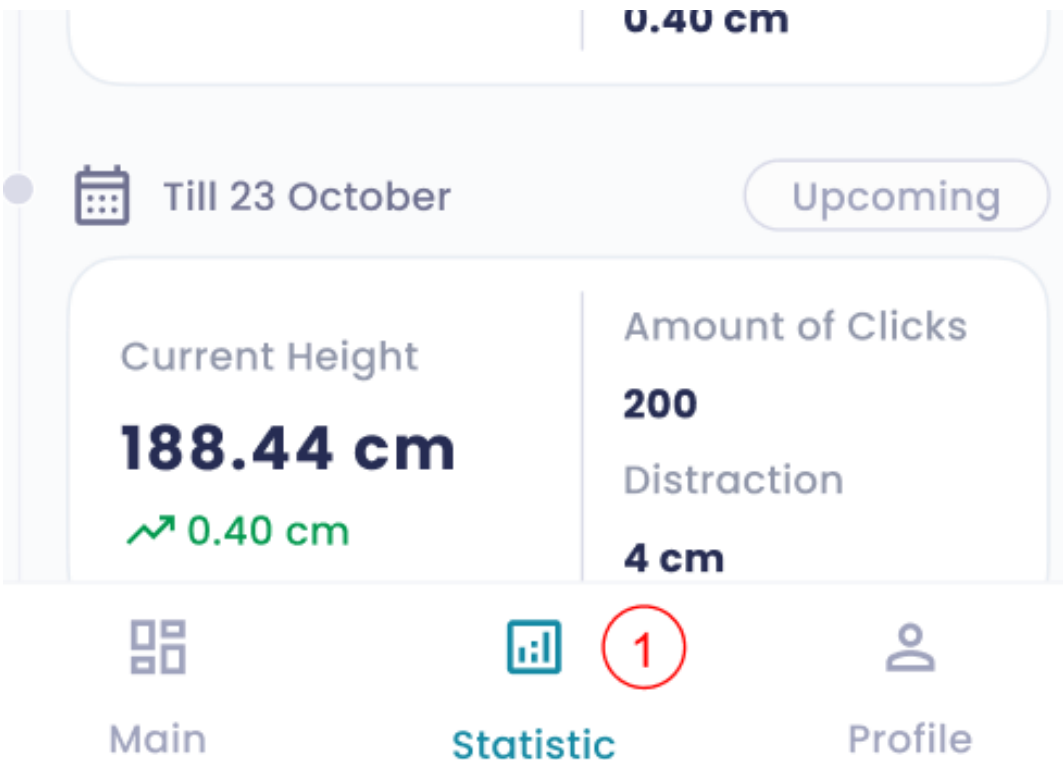 0.40 cm
Till 23 October
Upcoming
Current Height
188.44 cm
0.40 cm
Amount of Clicks
200
Distraction
4 cm
1
Main
Statistic
Profile